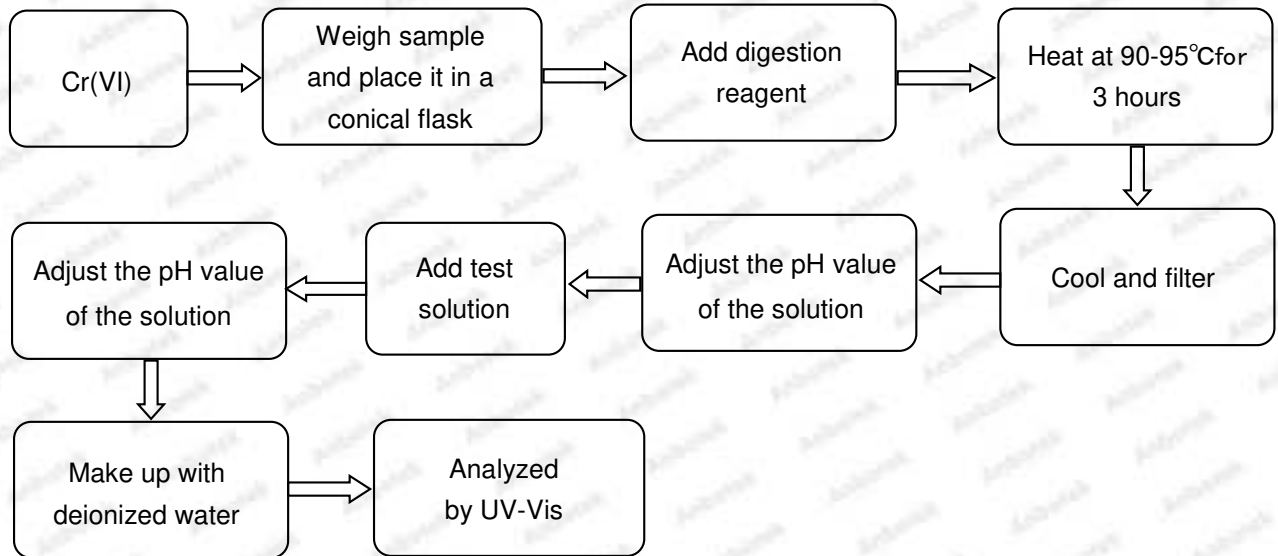 Cr(VI)
Weigh sample
and place it in a
conical flask
Add digestion
reagent
Heat at 90-95℃for
3 hours
Cool and filter
Adjust the pH value
of the solution
Add test
solution
Adjust the pH value
of the solution
Make up with
deionized water
Analyzed
by UV-Vis
Anbotek